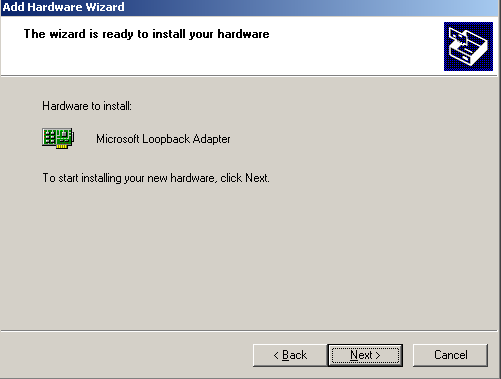 Add Hardware Wizard
The wizard is ready to install your hardware
Hardware to install:
Microsoft Loopback Adapter
To start installing your new hardware, click Next.
< Back
Next >
Cancel